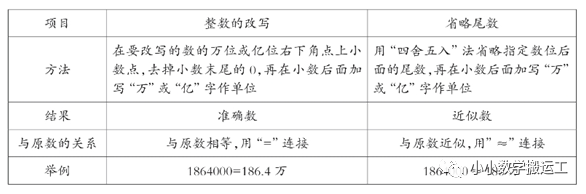 项目 整数的改写 省略尾数
方法
在要改写的数的万位或亿位右下角点上小
数点,去掉小数末尾的0,再在小数后面加
写“万”或“亿”字作单位
用“四舍五入”法省略指定数位后
面的尾数,再在小数后面加写“万”
或“亿”字作单位
结果 准确数 近似数
与原数的关系 与原数相等,用“=”连接 与原数近似,用“≈”连接
举例 1864000=186.4万 1864
小小数学搬运工